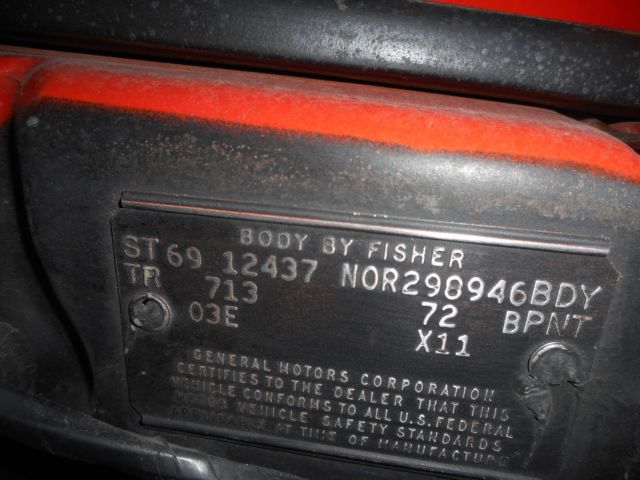 BODY BY FISHER
ST 69 12437 NOR298946BDY
TR 713 72 BPNT
03E X11
GENERAL MOTORS CORPORATION
CERTIFIES TO THE DEALER THAT THIS
VEHICLE CONFORMS TO ALL U.S. FEDERAL
MOTOR VEHICLE SAFETY STANDARDS
APPLICABLE AT TIME OF MANUFACTURE